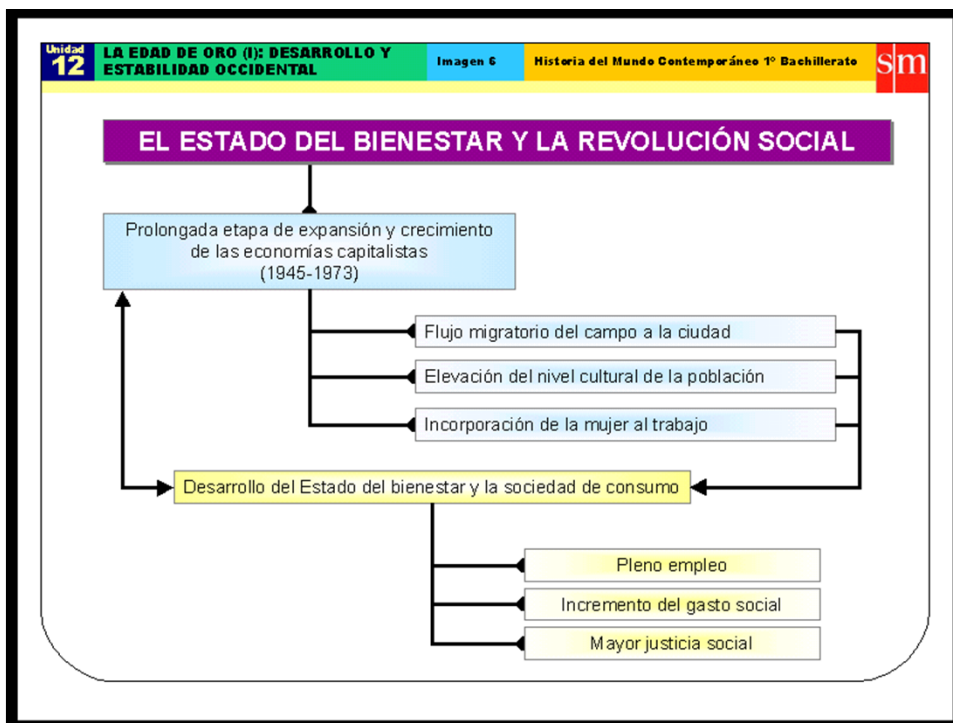 Unidad
12
LA EDAD DE ORO (I): DESARROLLO Y
ESTABILIDAD OCCIDENTAL
Imagen 6
Historia del Mundo Contemporáneo 1º Bachillerato
sm
EL ESTADO DEL BIENESTAR Y LA REVOLUCIÓN SOCIAL
Prolongada etapa de expansión y crecimiento
de las economías capitalistas
(1945-1973)
Flujo migratorio del campo a la ciudad
Elevación del nivel cultural de la población
Incorporación de la mujer al trabajo
Desarrollo del Estado del bienestar y la sociedad de consumo
Pleno empleo
Incremento del gasto social
Mayor justicia social